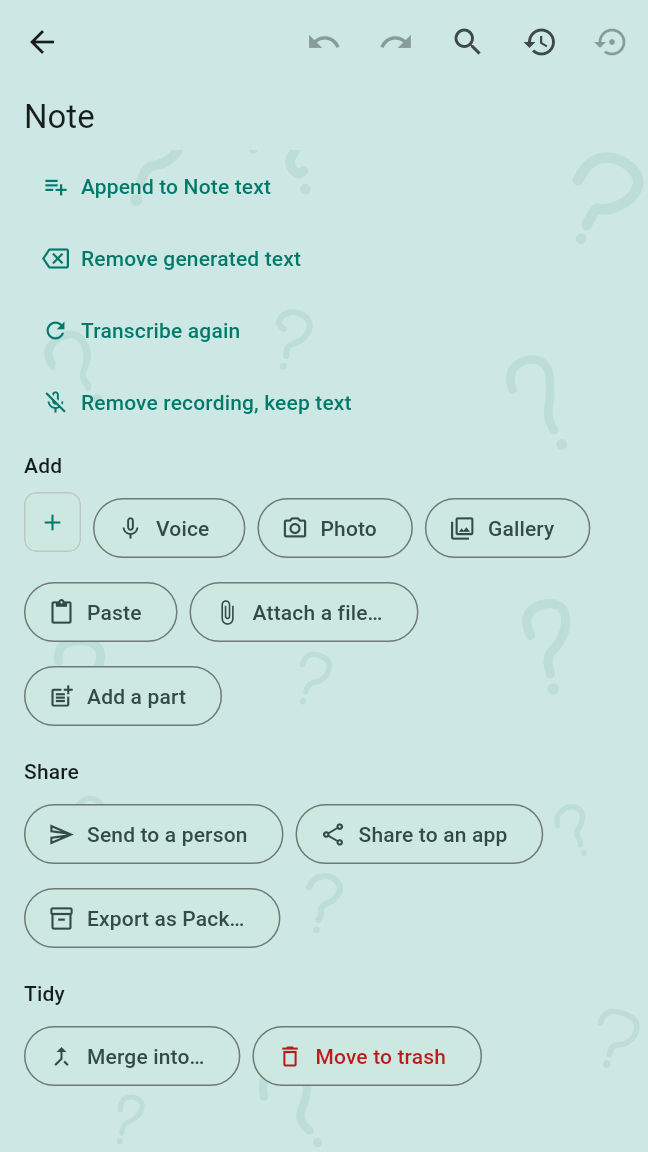 Note
Append to Note text
Remove generated text
Transcribe again
Remove recording, keep text
Add
Voice
Photo
Gallery
Paste
Attach a file...
Add a part
Share
Send to a person
Share to an app
Export as Pack...
Tidy
Merge into...
Move to trash